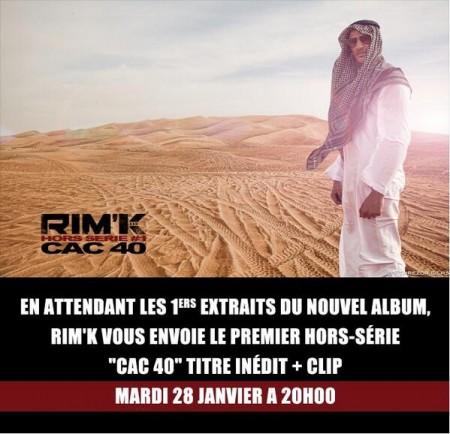 RIM'K
HORS SERIE #1
CAC 40
EN ATTENDANT LES 1ERS EXTRAITS DU NOUVEL ALBUM,
RIM'K VOUS ENVOIE LE PREMIER HORS-SÉRIE
"CAC 40" TITRE INÉDIT + CLIP
MARDI 28 JANVIER A 20H00